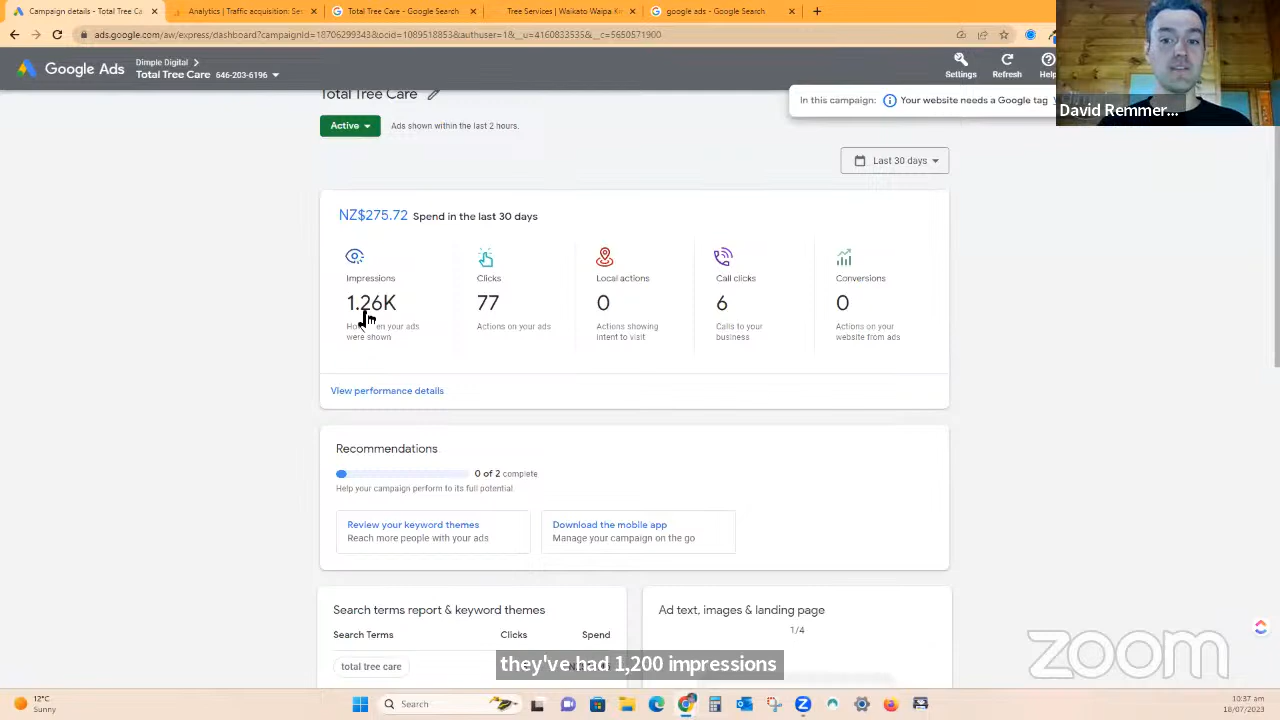 Campaign details - Total Tree Ca
Analytics | Traffic acquisition: Se
Total Tree Care - Google Search
Tree Services | Waikato Waipa Kin
google ads - Google Search
ads.google.com/aw/express/dashboard?campaignId=18706299
Google Ads
Dimple Digital
Total Tree Care 646-203-6196
Settings
Refresh
Help
In this campaign:
Your website needs a Google tag
David Remmer...
Total Tree Care
Active
Ads shown within the last 2 hours.
Last 30 days
NZ$275.72 Spend in the last 30 days
Impressions
1.26K
were shown
Clicks
77
Actions on your ads
Local actions
0
Actions showing
intent to visit
Call clicks
6
Calls to your
business
Conversions
0
Actions on your
website from ads
View performance details
Recommendations
0 of 2 complete
Help your campaign perform to its full potential
Review your keyword themes
Reach more people with your ads
Download the mobile app
Manage your campaign on the go
Search terms report & keyword themes
Search Terms
Clicks
Spend
total tree care
Ad text, images & landing page
1/4
they've had 1,200 impressions
zoom
12°C
Sunny
Search
10:37 am
18/07/2023